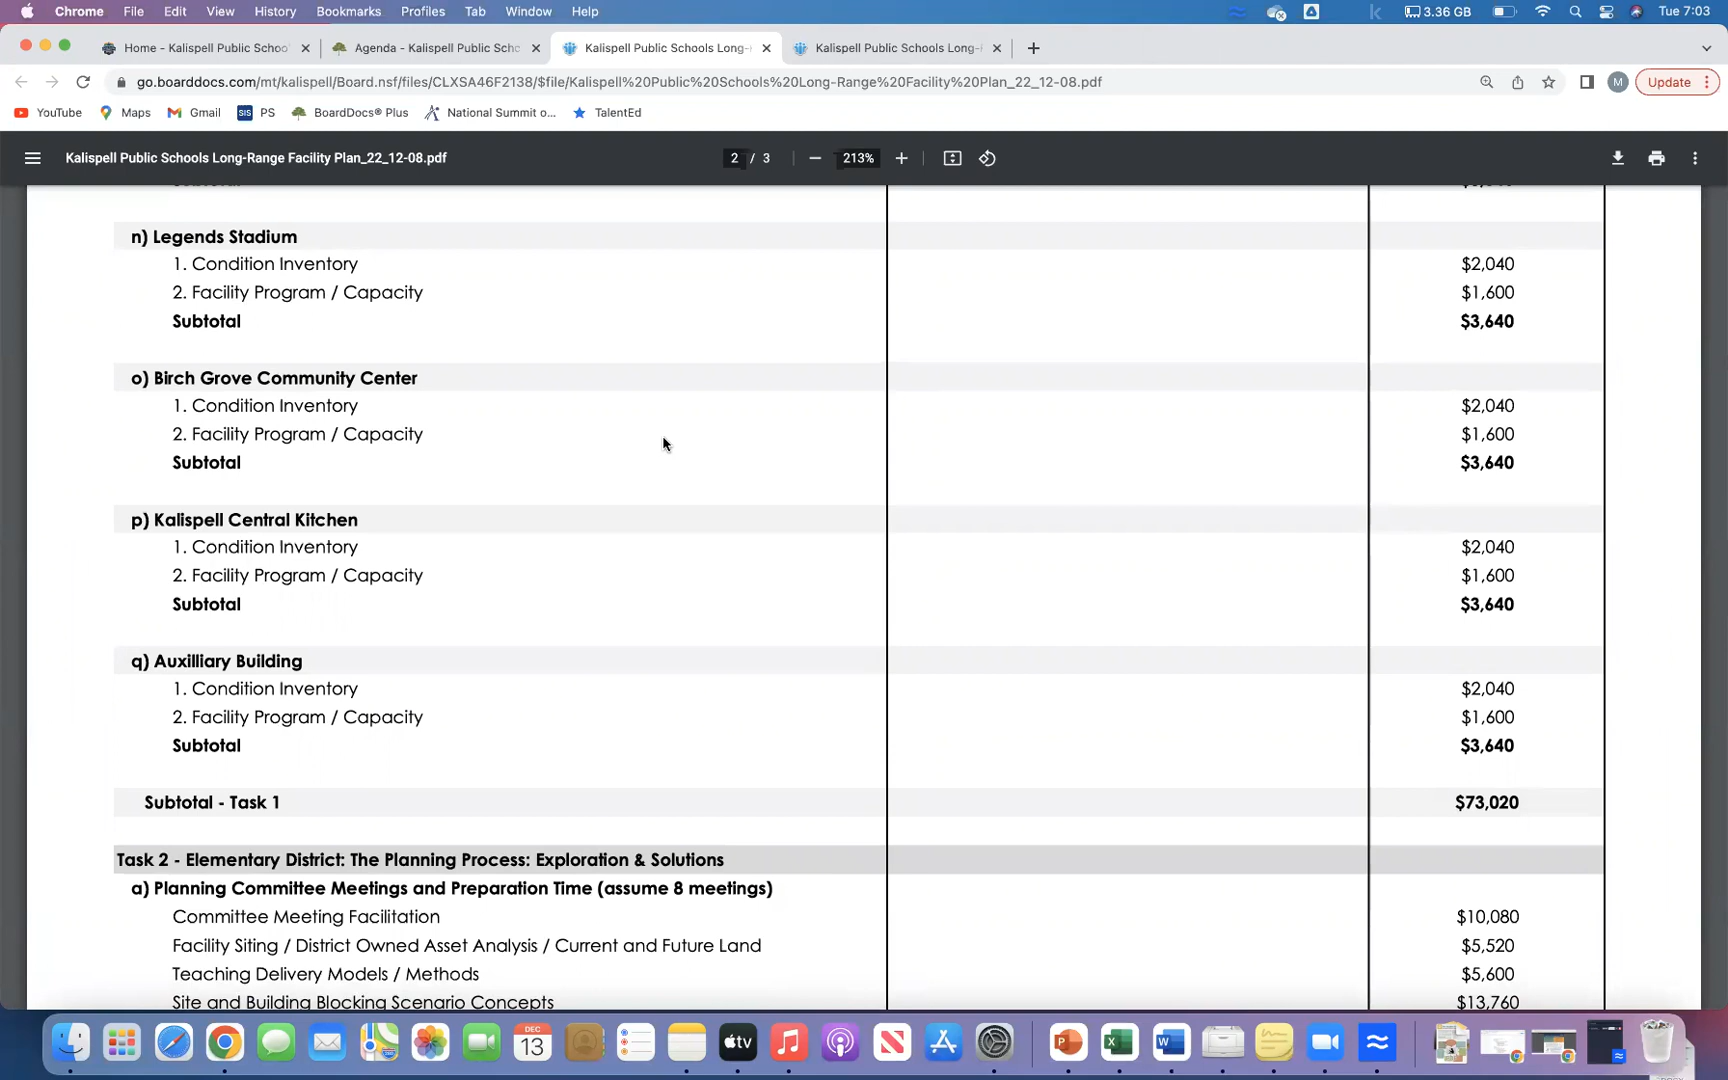 Chrome File Edit View History Bookmarks Profiles Tab Window Help 3.36 GB Tue 7:03
Home - Kalispell Public Schoo Agenda - Kalispell Public Scho Kalispell Public Schools Long- Kalispell Public Schools Long-
go.boarddocs.com/mt/kalispell/Board.nsf/files/CLXSA46F2138/$file/Kalispell%20Public%20Schools%20Long-Range%20Facility%20Plan_22_12-08.pdf M Update
YouTube Maps Gmail SIS PS BoardDocs® Plus National Summit o... TalentEd
Kalispell Public Schools Long-Range Facility Plan_22_12-08.pdf 2 / 3 213%
n) Legends Stadium
1. Condition Inventory $2,040
2. Facility Program / Capacity $1,600
Subtotal $3,640
o) Birch Grove Community Center
1. Condition Inventory $2,040
2. Facility Program / Capacity $1,600
Subtotal $3,640
p) Kalispell Central Kitchen
1. Condition Inventory $2,040
2. Facility Program / Capacity $1,600
Subtotal $3,640
q) Auxilliary Building
1. Condition Inventory $2,040
2. Facility Program / Capacity $1,600
Subtotal $3,640
Subtotal - Task 1 $73,020
Task 2 - Elementary District: The Planning Process: Exploration & Solutions
a) Planning Committee Meetings and Preparation Time (assume 8 meetings)
Committee Meeting Facilitation $10,080
Facility Siting / District Owned Asset Analysis / Current and Future Land $5,520
Teaching Delivery Models / Methods $5,600
Site and Building Blocking Scenario Concepts $13,760
DEC
13
tv